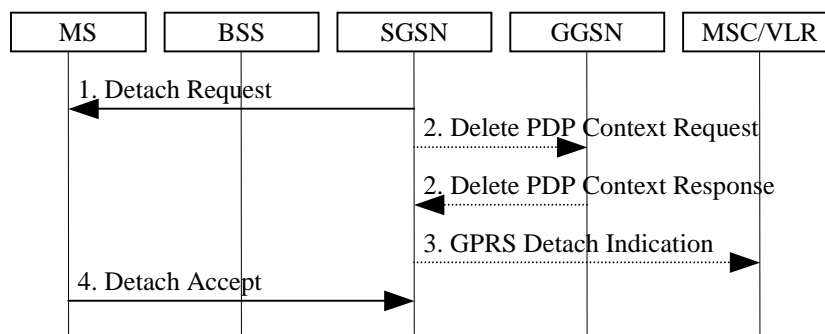 MS BSS SGSN GGSN MSC/VLR
1. Detach Request
2. Delete PDP Context Request
2. Delete PDP Context Response
3. GPRS Detach Indication
4. Detach Accept